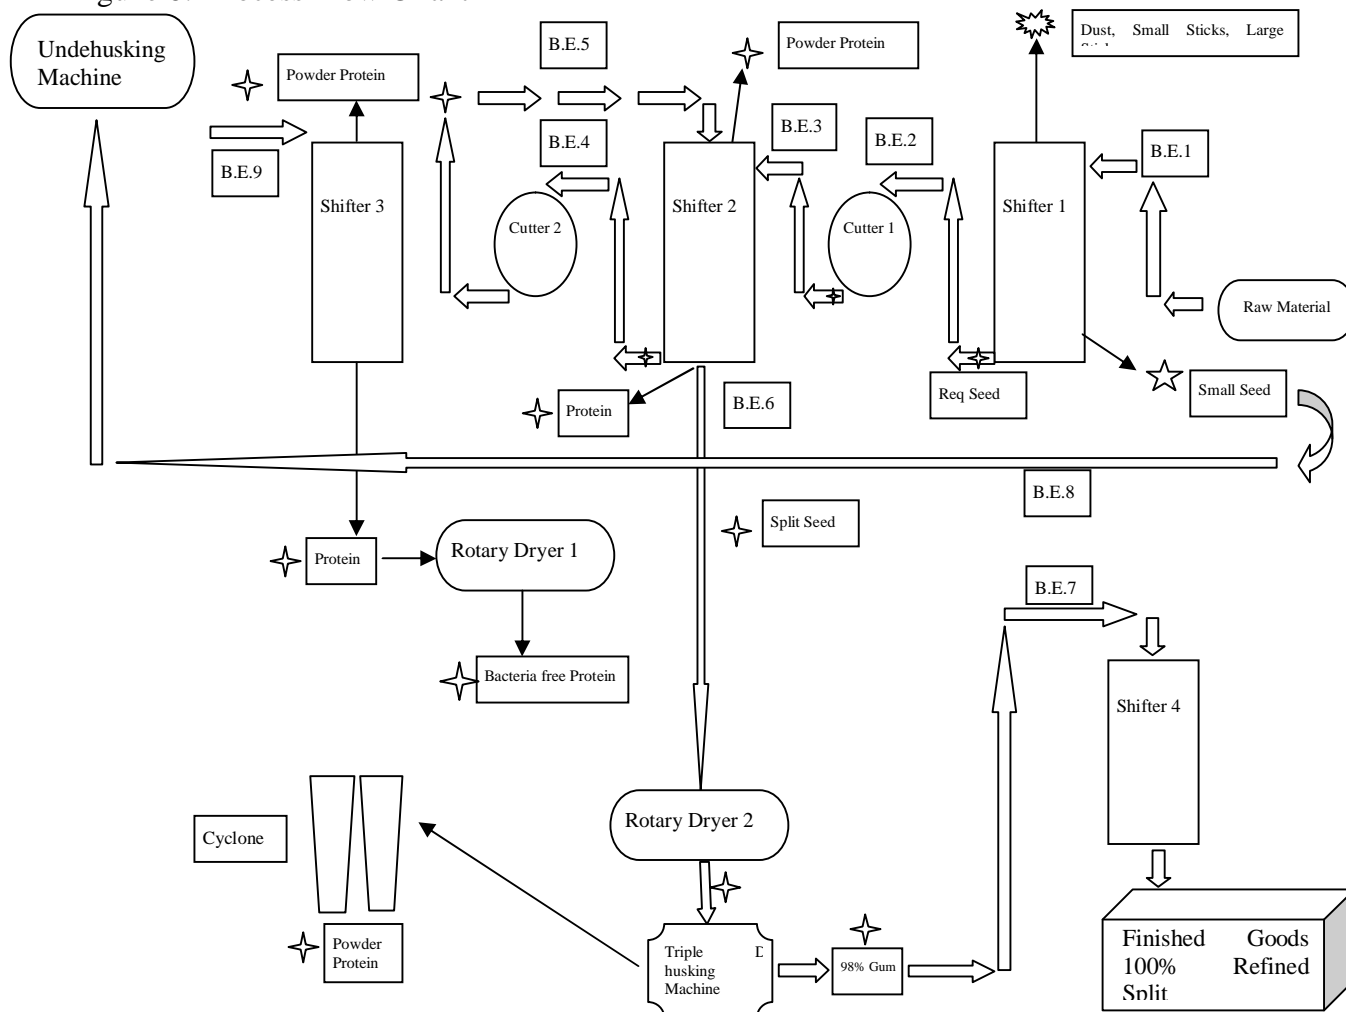 Undehusking
Machine
Powder Protein
B.E.5
Powder Protein
Dust, Small Sticks, Large
B.E.9
B.E.4
B.E.3
B.E.2
B.E.1
Shifter 3
Cutter 2
Shifter 2
Cutter 1
Shifter 1
Raw Material
Protein
B.E.6
Req Seed
Small Seed
B.E.8
Split Seed
Protein
Rotary Dryer 1
B.E.7
Bacteria free Protein
Shifter 4
Rotary Dryer 2
Cyclone
Powder
Protein
Triple
husking
Machine
98% Gum
Finished Goods
100% Refined
Split